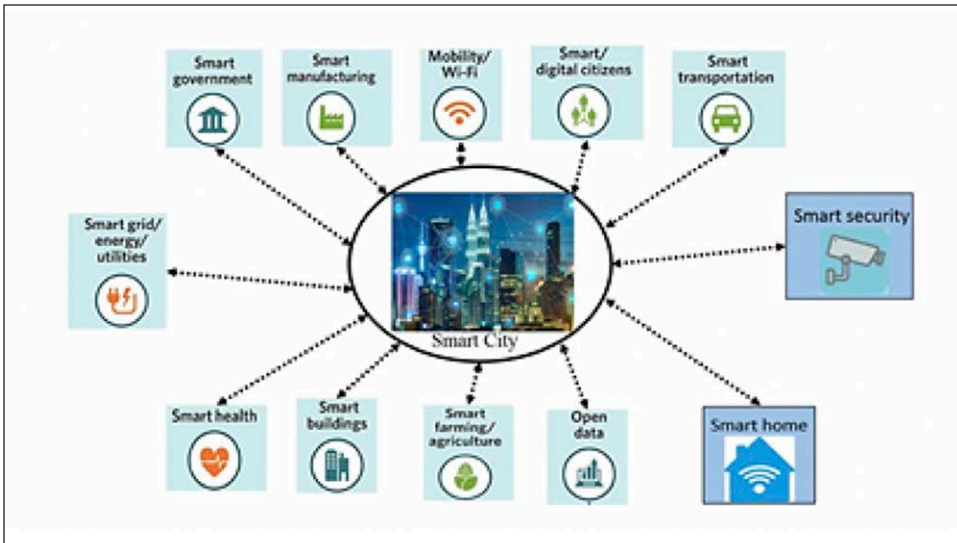 Smart
government
Smart
manufacturing
Mobility/
Wi-Fi
Smart/
digital citizens
Smart
transportation
Smart grid/
energy/
utilities
Smart security
Smart City
Smart health
Smart
buildings
Smart
farming/
agriculture
Open
data
Smart home